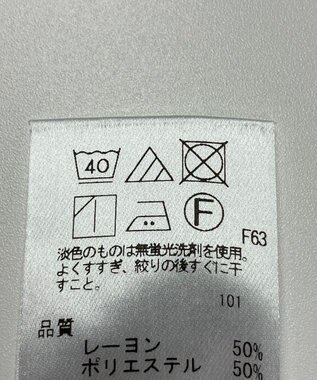 40
F
F63
淡色のものは無蛍光洗剤を使用。
よくすすぎ、絞りの後すぐに干
すこと。
101
品質
レーヨン 50%
ポリエステル 50%